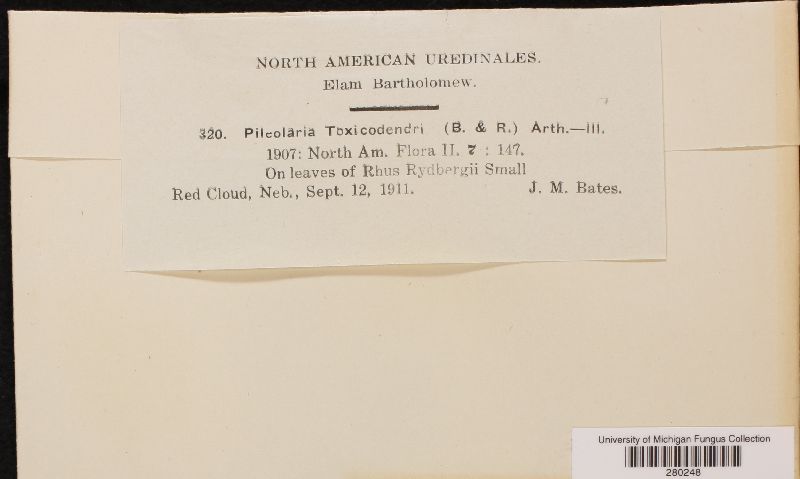 NORTH AMERICAN UREDINALES.
Elam Bartholomew.
320. Pileolaria Toxicodendri (B. & R.) Arth.—III.
1907: North Am. Flora II. 7 : 147.
On leaves of Rhus Rydbergii Small
Red Cloud, Neb., Sept. 12, 1911. J. M. Bates.
University of Michigan Fungus Collection
280248